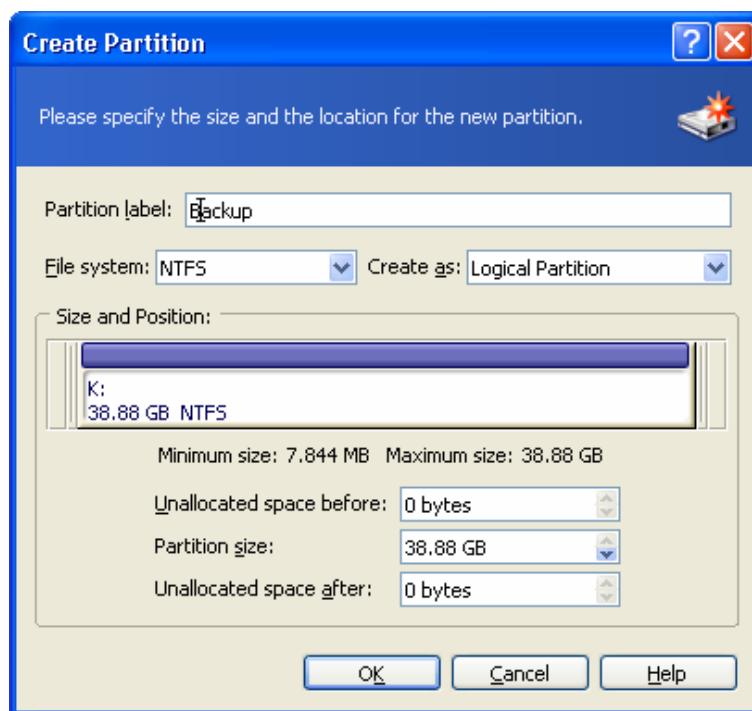 Create Partition
?
Please specify the size and the location for the new partition.
Partition label: Backup
File system: NTFS Create as: Logical Partition
Size and Position:
K:
38.88 GB NTFS
Minimum size: 7.844 MB Maximum size: 38.88 GB
Unallocated space before: 0 bytes
Partition size: 38.88 GB
Unallocated space after: 0 bytes
OK Cancel Help